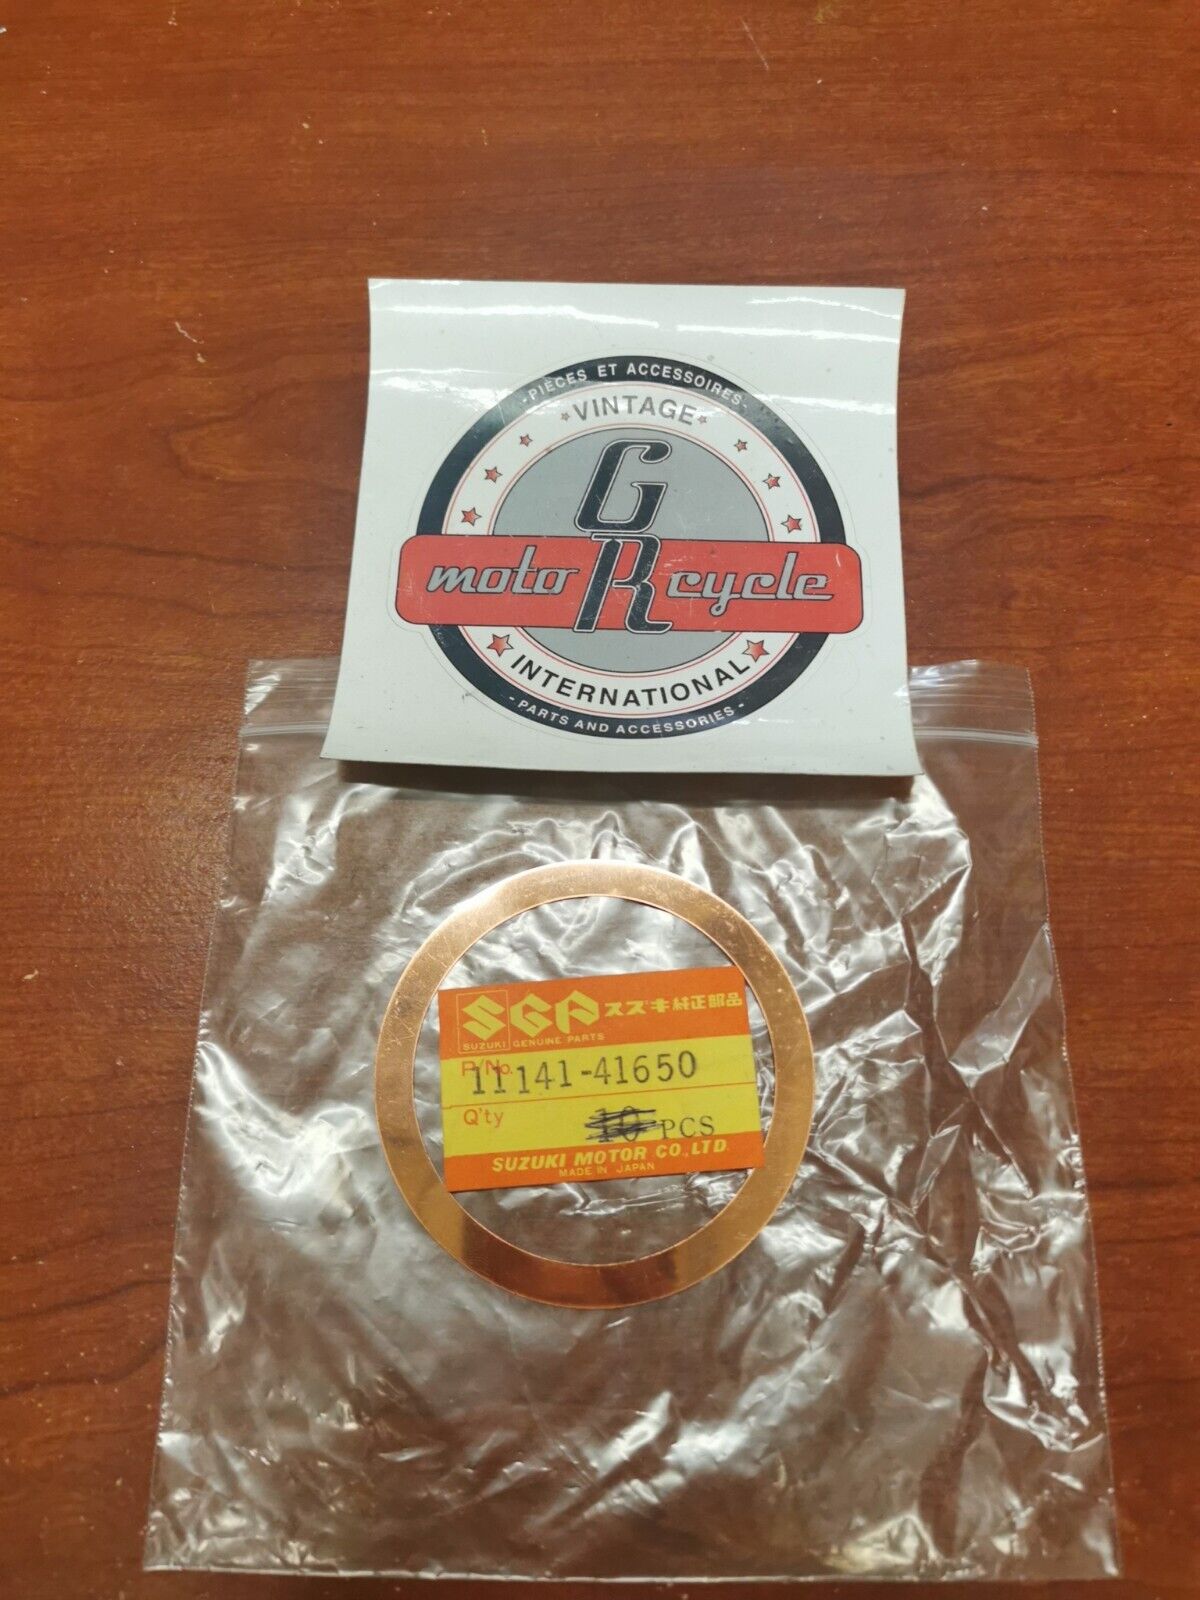 - PIÈCES ET ACCESSOIRES -
VINTAGE
G
moto R cycle
INTERNATIONAL
- PARTS AND ACCESSORIES -
SGP スズキ純正部品
SUZUKI GENUINE PARTS
P/No. 11141-41650
Q'ty 10 PCS
SUZUKI MOTOR CO.,LTD.
MADE IN JAPAN